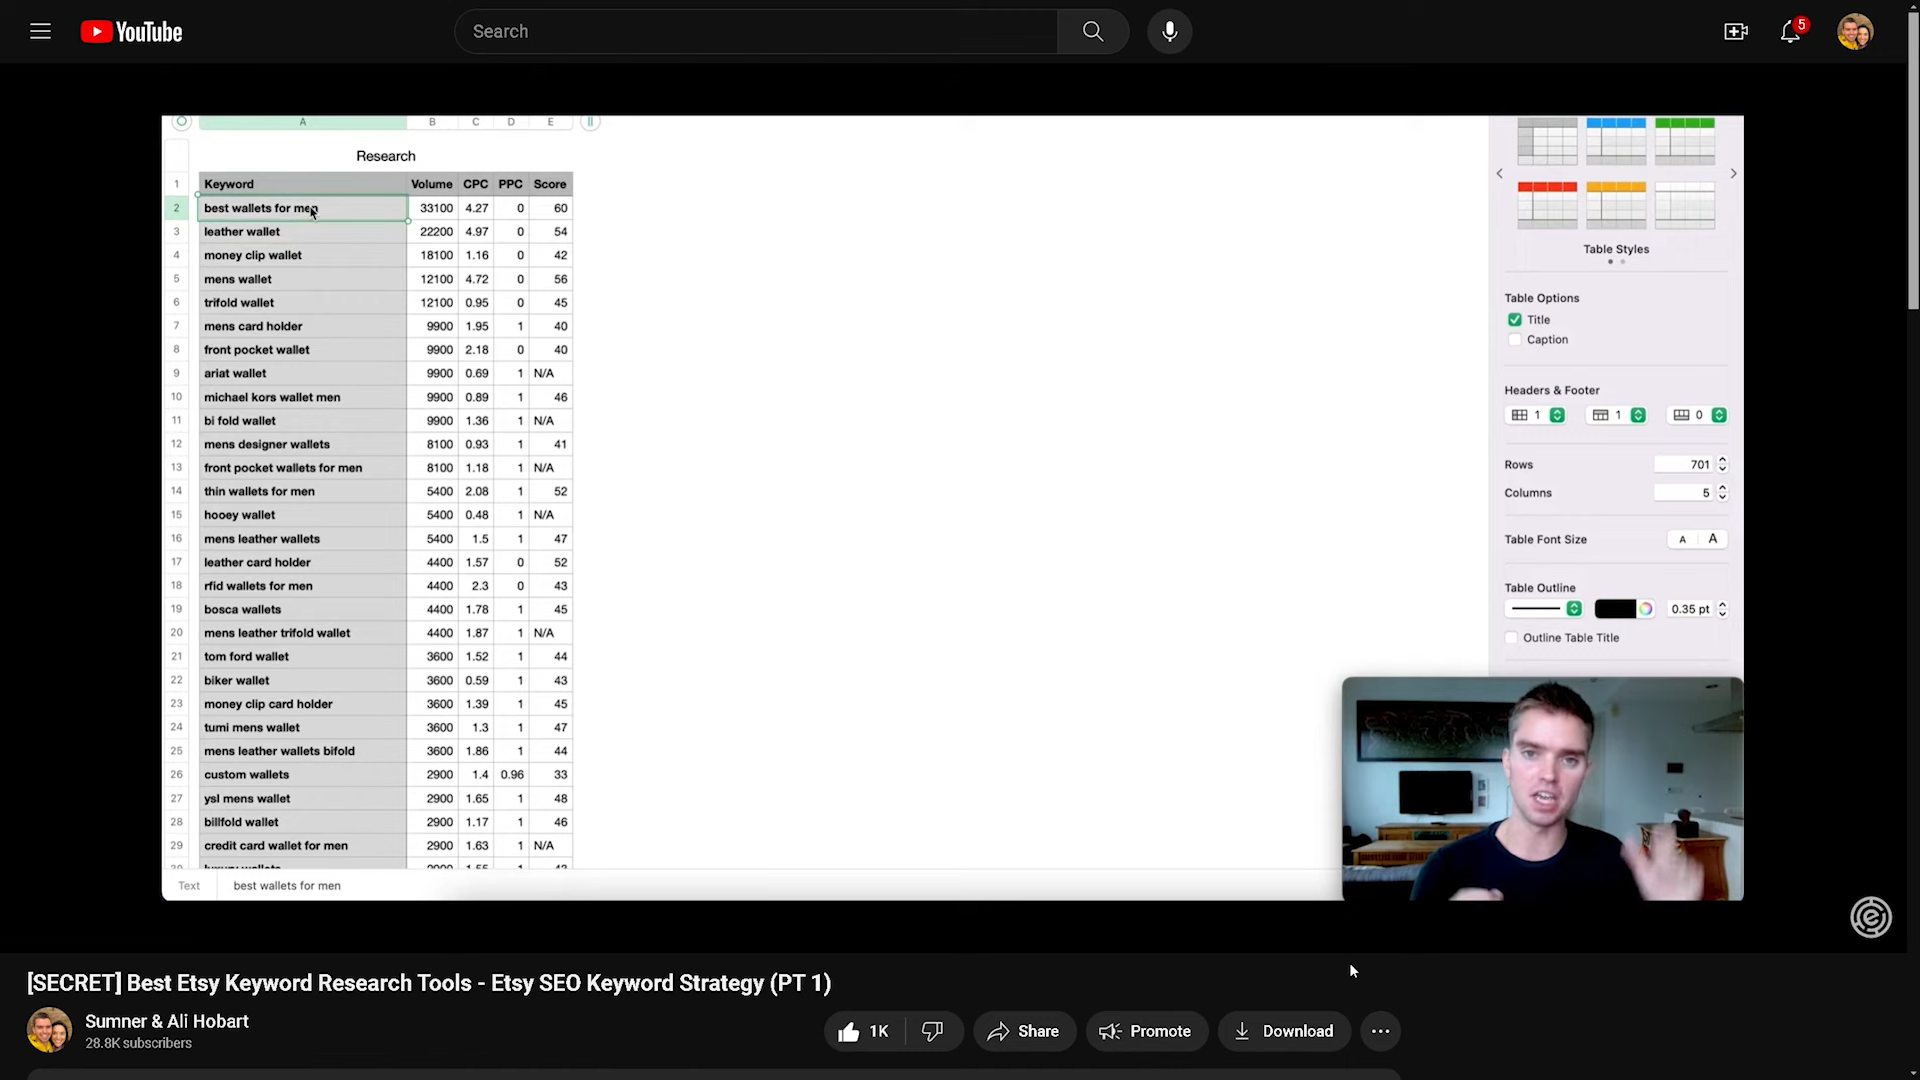 YouTube
Search
5
A B C D E
Research
1 Keyword Volume CPC PPC Score
2 best wallets for men 33100 4.27 0 60
3 leather wallet 22200 4.97 0 54
4 money clip wallet 18100 1.16 0 42
5 mens wallet 12100 4.72 0 56
6 trifold wallet 12100 0.95 0 45
7 mens card holder 9900 1.95 1 40
8 front pocket wallet 9900 2.18 0 40
9 ariat wallet 9900 0.69 1 N/A
10 michael kors wallet men 9900 0.89 1 46
11 bi fold wallet 9900 1.36 1 N/A
12 mens designer wallets 8100 0.93 1 41
13 front pocket wallets for men 8100 1.18 1 N/A
14 thin wallets for men 5400 2.08 1 52
15 hooey wallet 5400 0.48 1 N/A
16 mens leather wallets 5400 1.5 1 47
17 leather card holder 4400 1.57 0 52
18 rfid wallets for men 4400 2.3 0 43
19 bosca wallets 4400 1.78 1 45
20 mens leather trifold wallet 4400 1.87 1 N/A
21 tom ford wallet 3600 1.52 1 44
22 biker wallet 3600 0.59 1 43
23 money clip card holder 3600 1.39 1 45
24 tumi mens wallet 3600 1.3 1 47
25 mens leather wallets bifold 3600 1.86 1 44
26 custom wallets 2900 1.4 0.96 33
27 ysl mens wallet 2900 1.65 1 48
28 billfold wallet 2900 1.17 1 46
29 credit card wallet for men 2900 1.63 1 N/A
Text best wallets for men
Table Styles
Table Options
Title
Caption
Headers & Footer
1 1 0
Rows 701
Columns 5
Table Font Size A A
Table Outline
0.35 pt
Outline Table Title
[SECRET] Best Etsy Keyword Research Tools - Etsy SEO Keyword Strategy (PT 1)
Sumner & Ali Hobart
28.8K subscribers
1K Share Promote Download